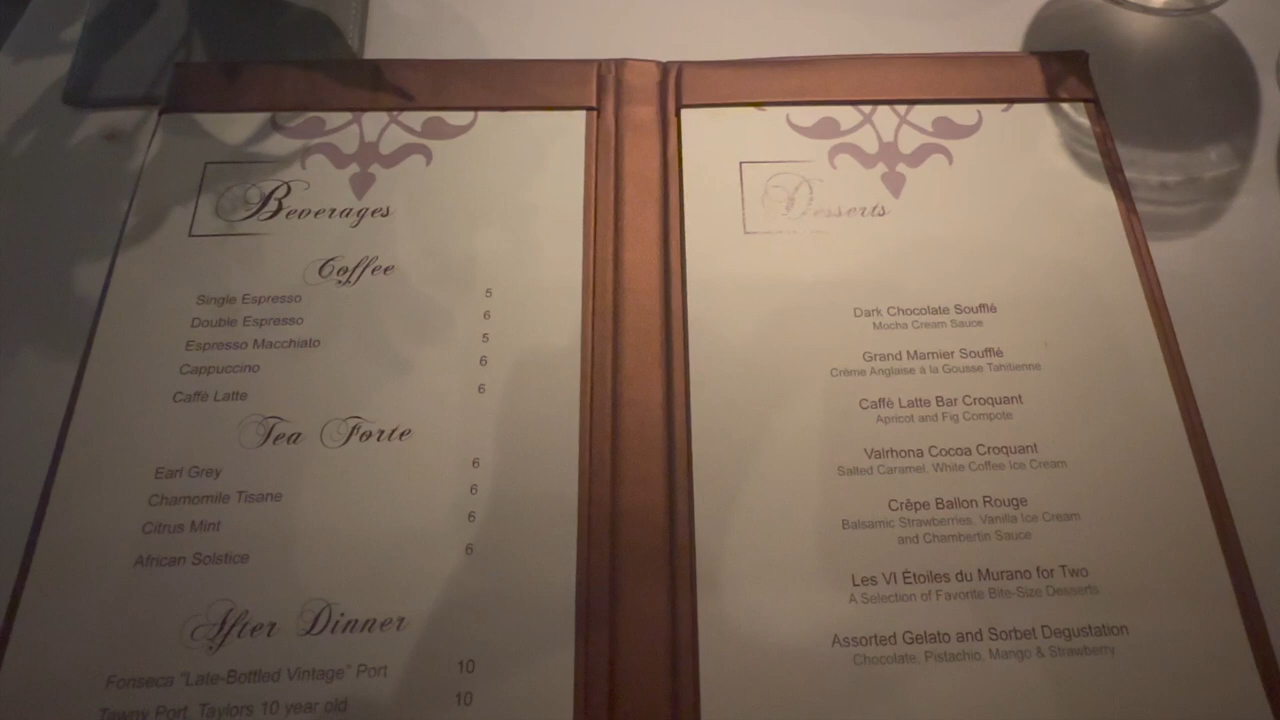 Beverages
Coffee
Single Espresso 5
Double Espresso 6
Espresso Macchiato 5
Cappuccino 6
Caffé Latte 6
Tea Forte
Earl Grey 6
Chamomile Tisane 6
Citrus Mint 6
African Solstice 6
After Dinner
Fonseca "Late-Bottled Vintage" Port 10
Tawny Port, Taylors 10 year old 10
Desserts
Dark Chocolate Soufflé
Mocha Cream Sauce
Grand Marnier Soufflé
Crème Anglaise à la Gousse Tahitienne
Caffé Latte Bar Croquant
Apricot and Fig Compote
Valrhona Cocoa Croquant
Salted Caramel, White Coffee Ice Cream
Crêpe Ballon Rouge
Balsamic Strawberries, Vanilla Ice Cream
and Chambertin Sauce
Les VI Étoiles du Murano for Two
A Selection of Favorite Bite-Size Desserts
Assorted Gelato and Sorbet Degustation
Chocolate, Pistachio, Mango & Strawberry